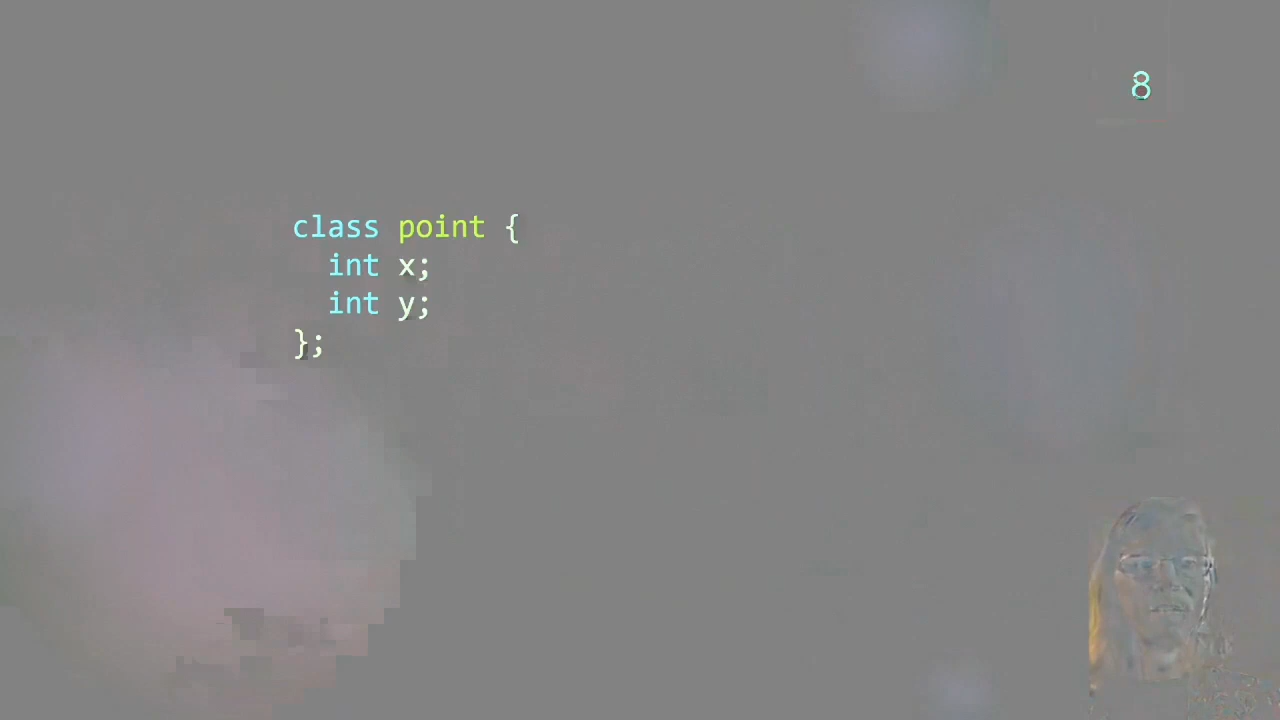 8
class point {
  int x;
  int y;
};